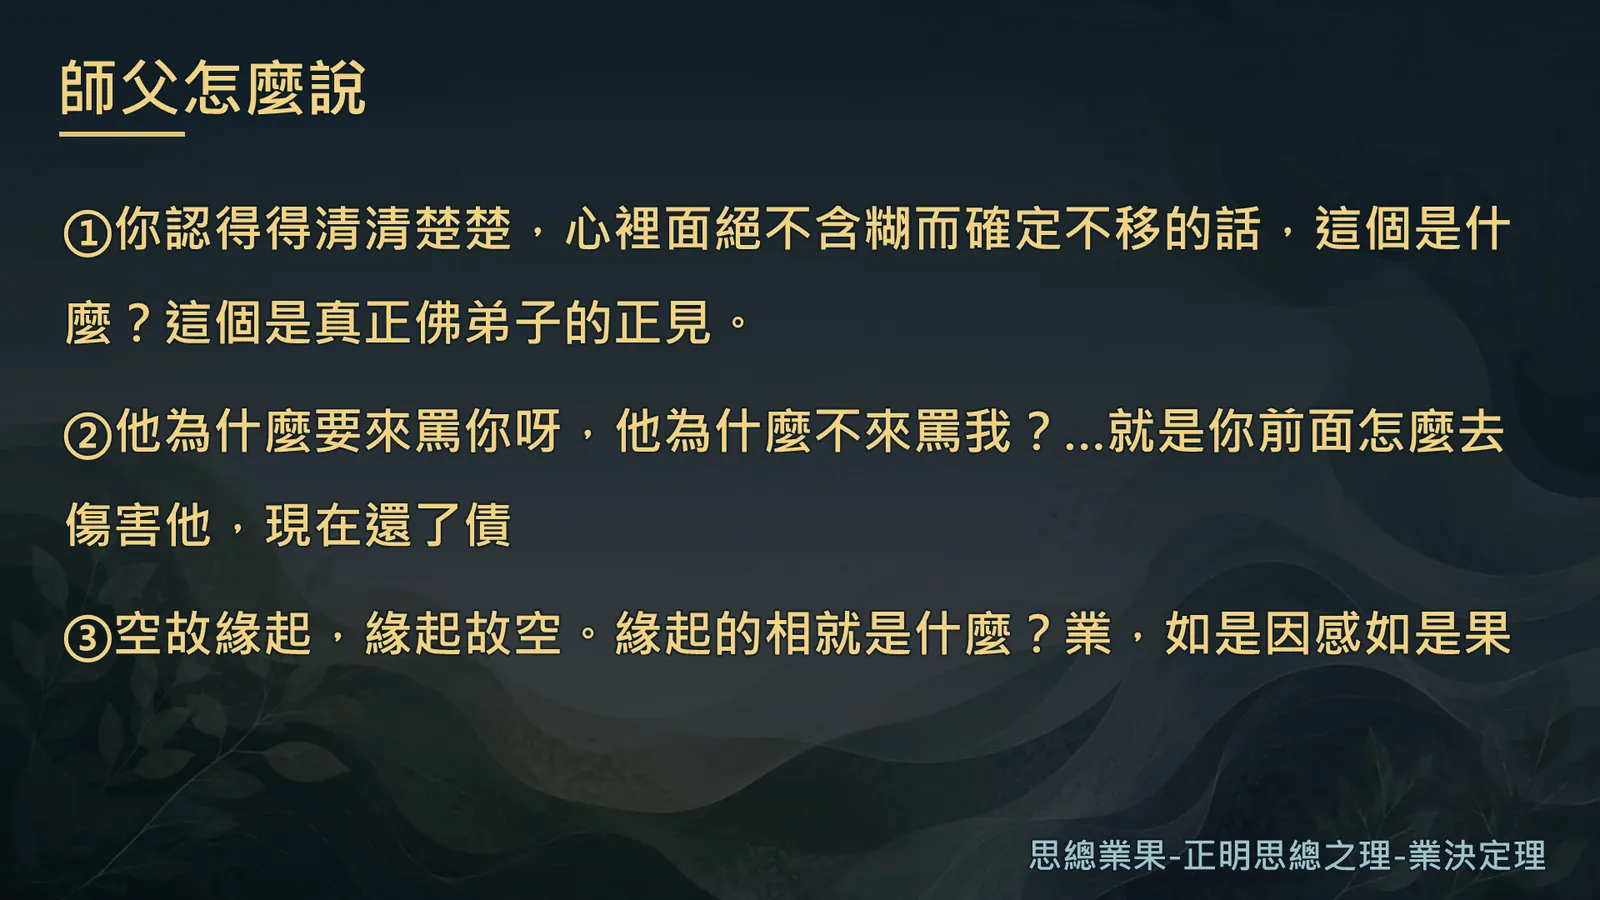 師父怎麼說
①你認得得清清楚楚，心裡面絕不含糊而確定不移的話，這個是什
麼？這個是真正佛弟子的正見。
②他為什麼要來罵你呀，他為什麼不來罵我？...就是你前面怎麼去
傷害他，現在還了債
③空故緣起，緣起故空。緣起的相就是什麼？業，如是因感如是果
思總業果-正明思總之理-業決定理